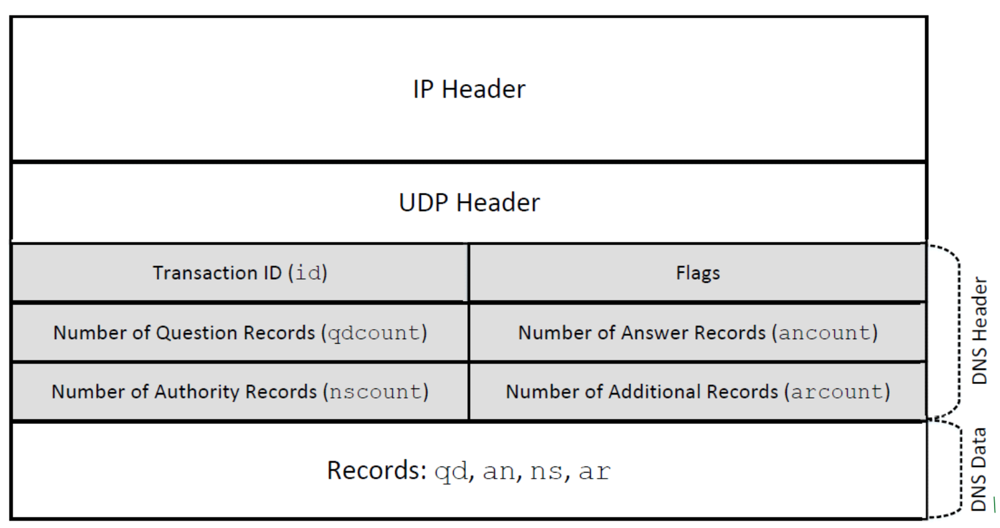 IP Header
UDP Header
Transaction ID (id)
Flags
Number of Question Records (qdcount)
Number of Answer Records (ancount)
Number of Authority Records (nscount)
Number of Additional Records (arcount)
DNS Header
Records: qd, an, ns, ar
DNS Data